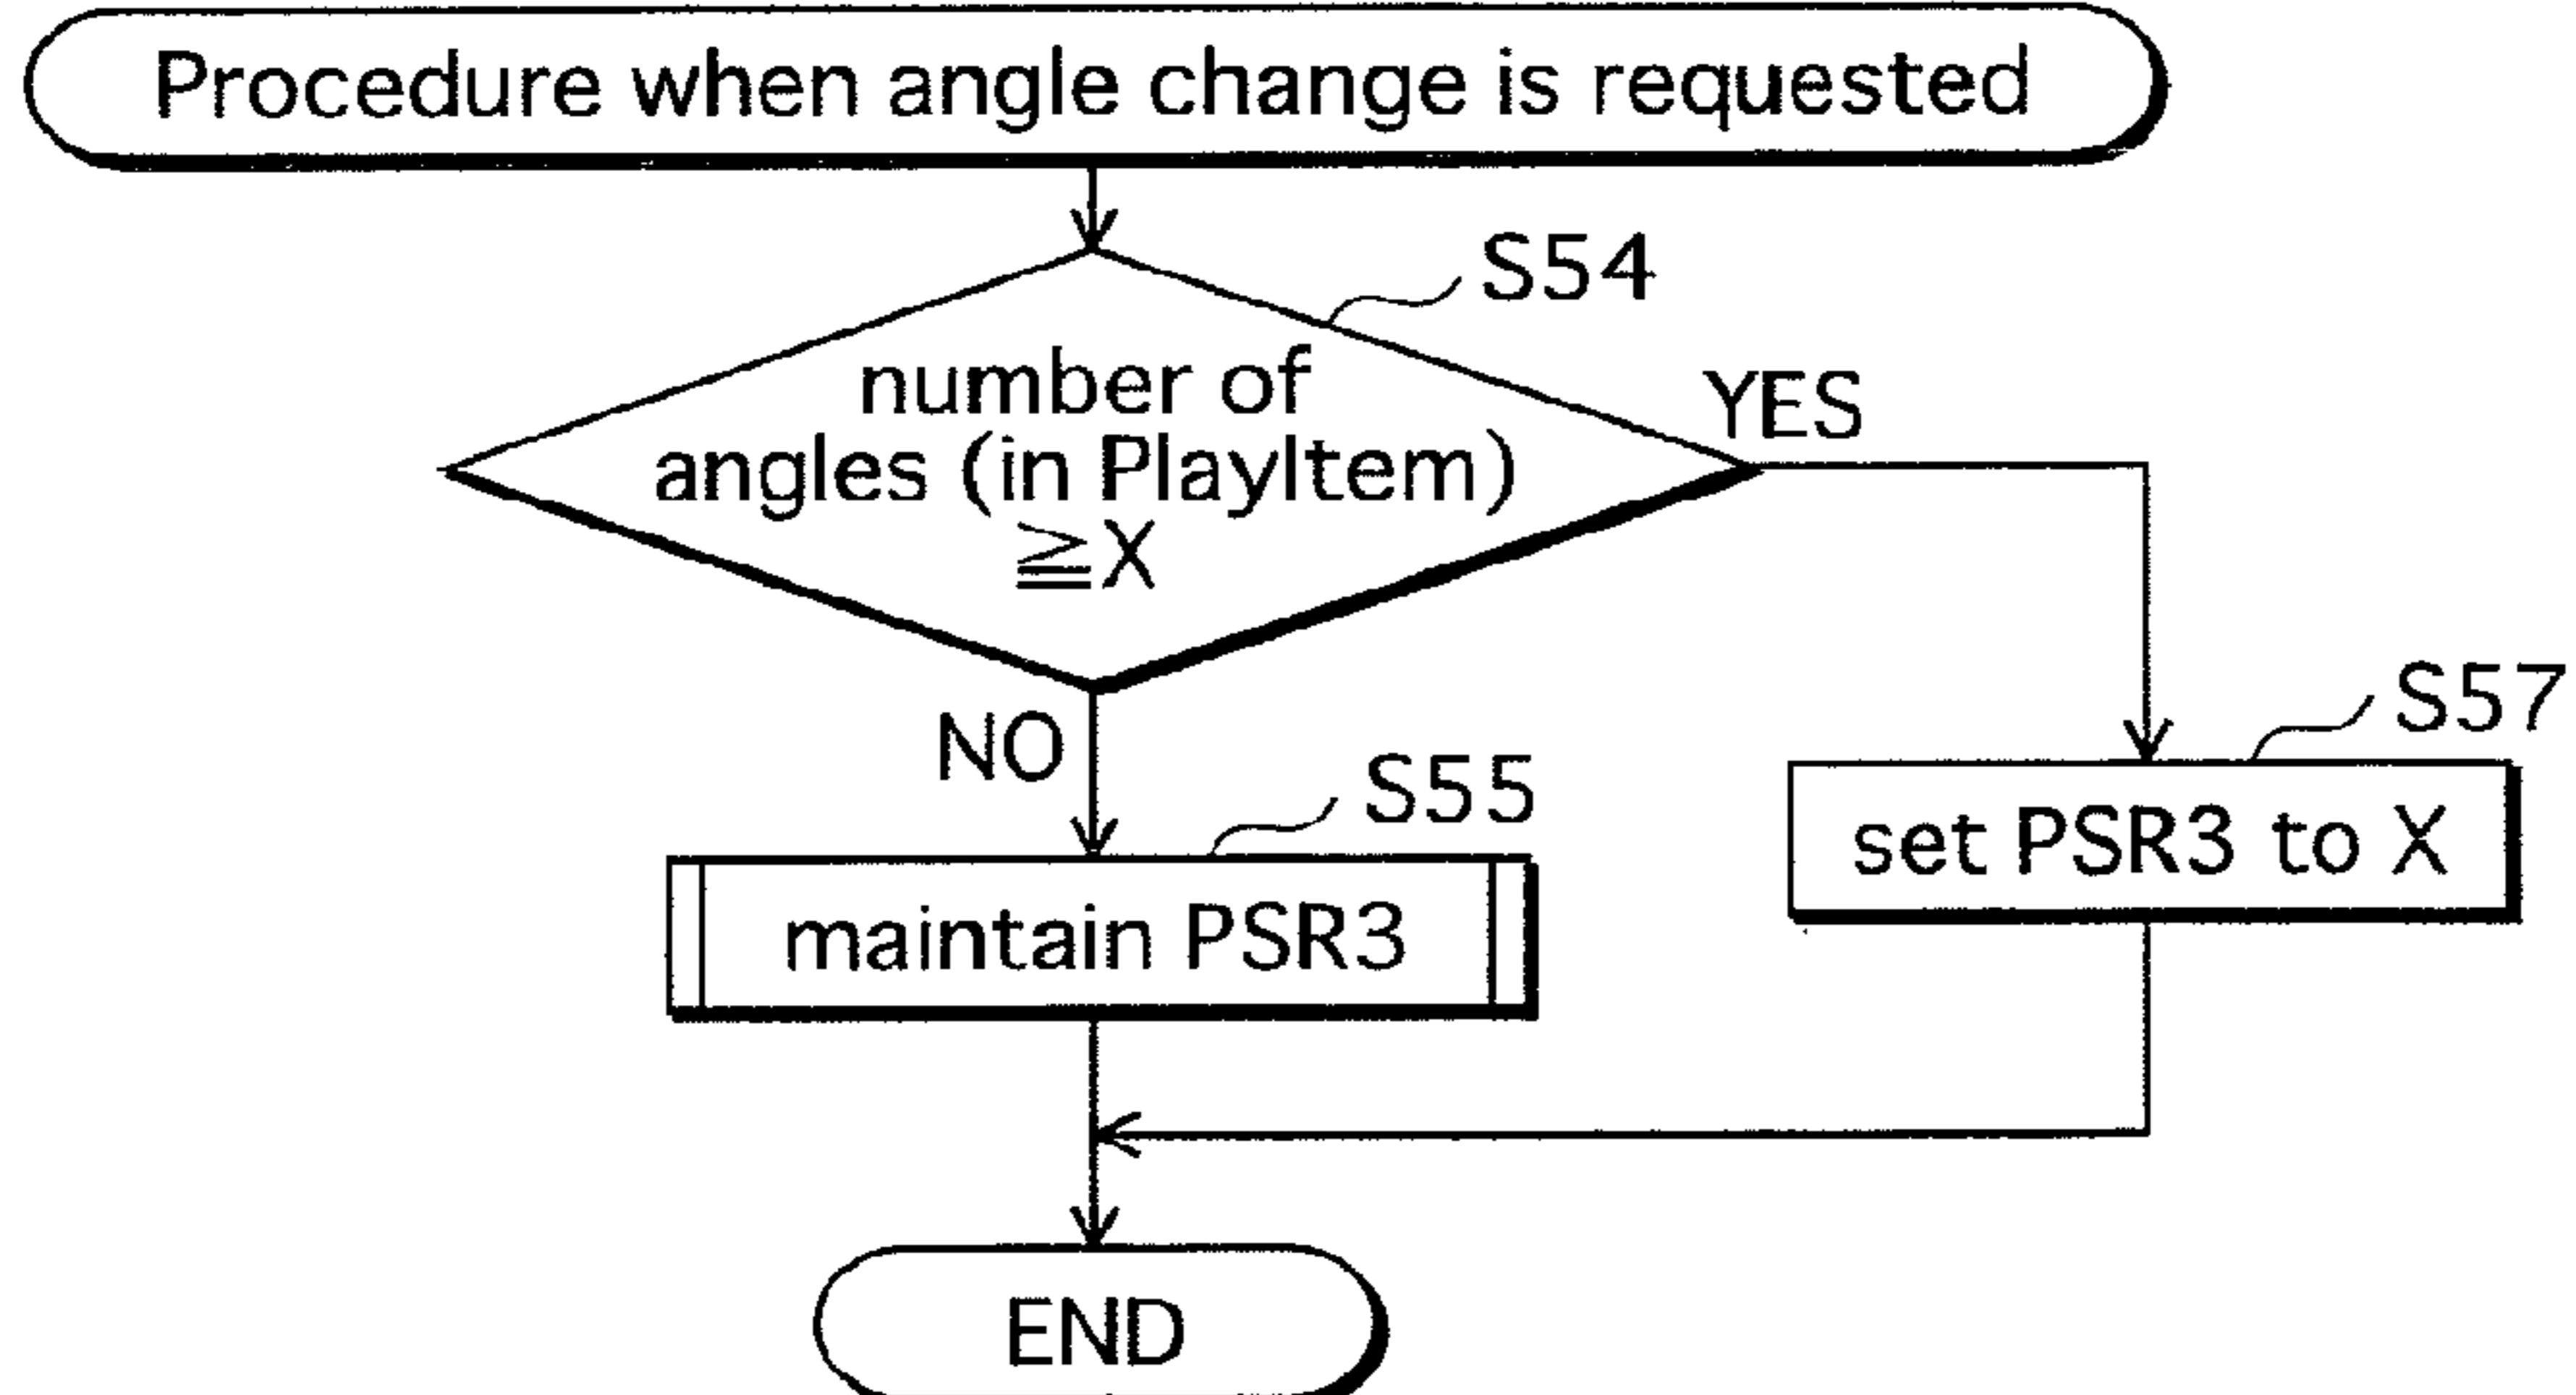 Procedure when angle change is requested
S54
number of
angles (in PlayItem)
≧X
YES
NO
S57
set PSR3 to X
S55
maintain PSR3
END